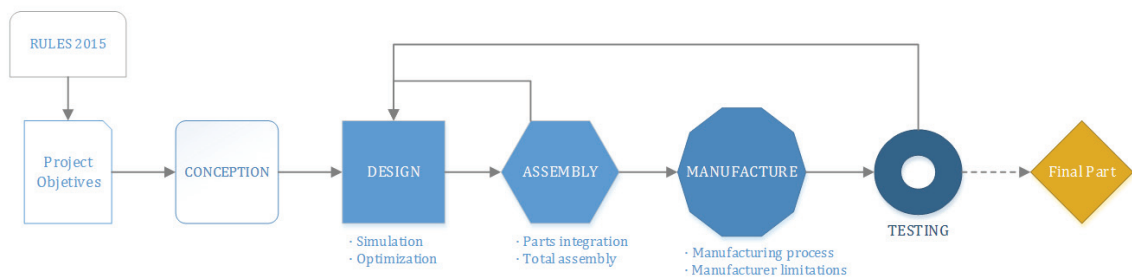 RULES 2015
Project
Objetives
CONCEPTION
DESIGN
ASSEMBLY
MANUFACTURE
TESTING
Final Part
· Simulation
· Optimization
· Parts integration
· Total assembly
· Manufacturing process
· Manufacturer limitations